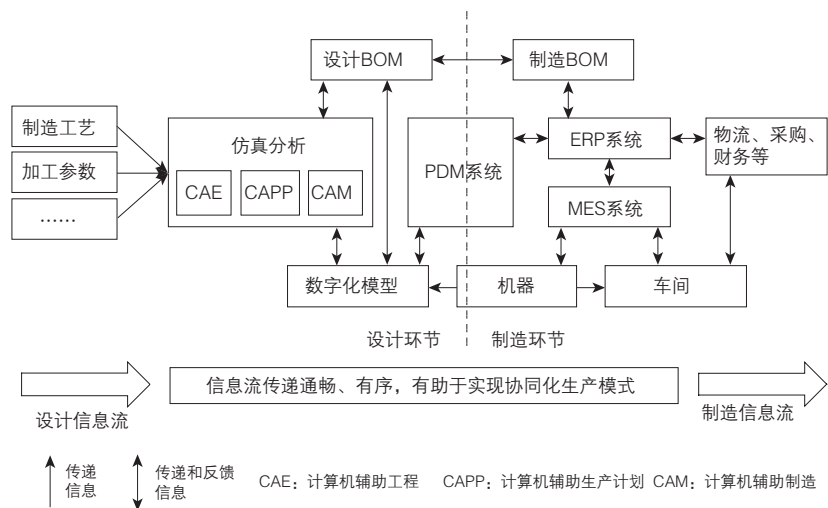 设计BOM
制造BOM
制造工艺
加工参数
……
仿真分析
CAE
CAPP
CAM
PDM系统
ERP系统
MES系统
物流、采购、
财务等
数字化模型
机器
车间
设计环节
制造环节
信息流传递通畅、有序，有助于实现协同化生产模式
设计信息流
制造信息流
传递
信息
传递和反馈
信息
CAE：计算机辅助工程
CAPP：计算机辅助生产计划
CAM：计算机辅助制造